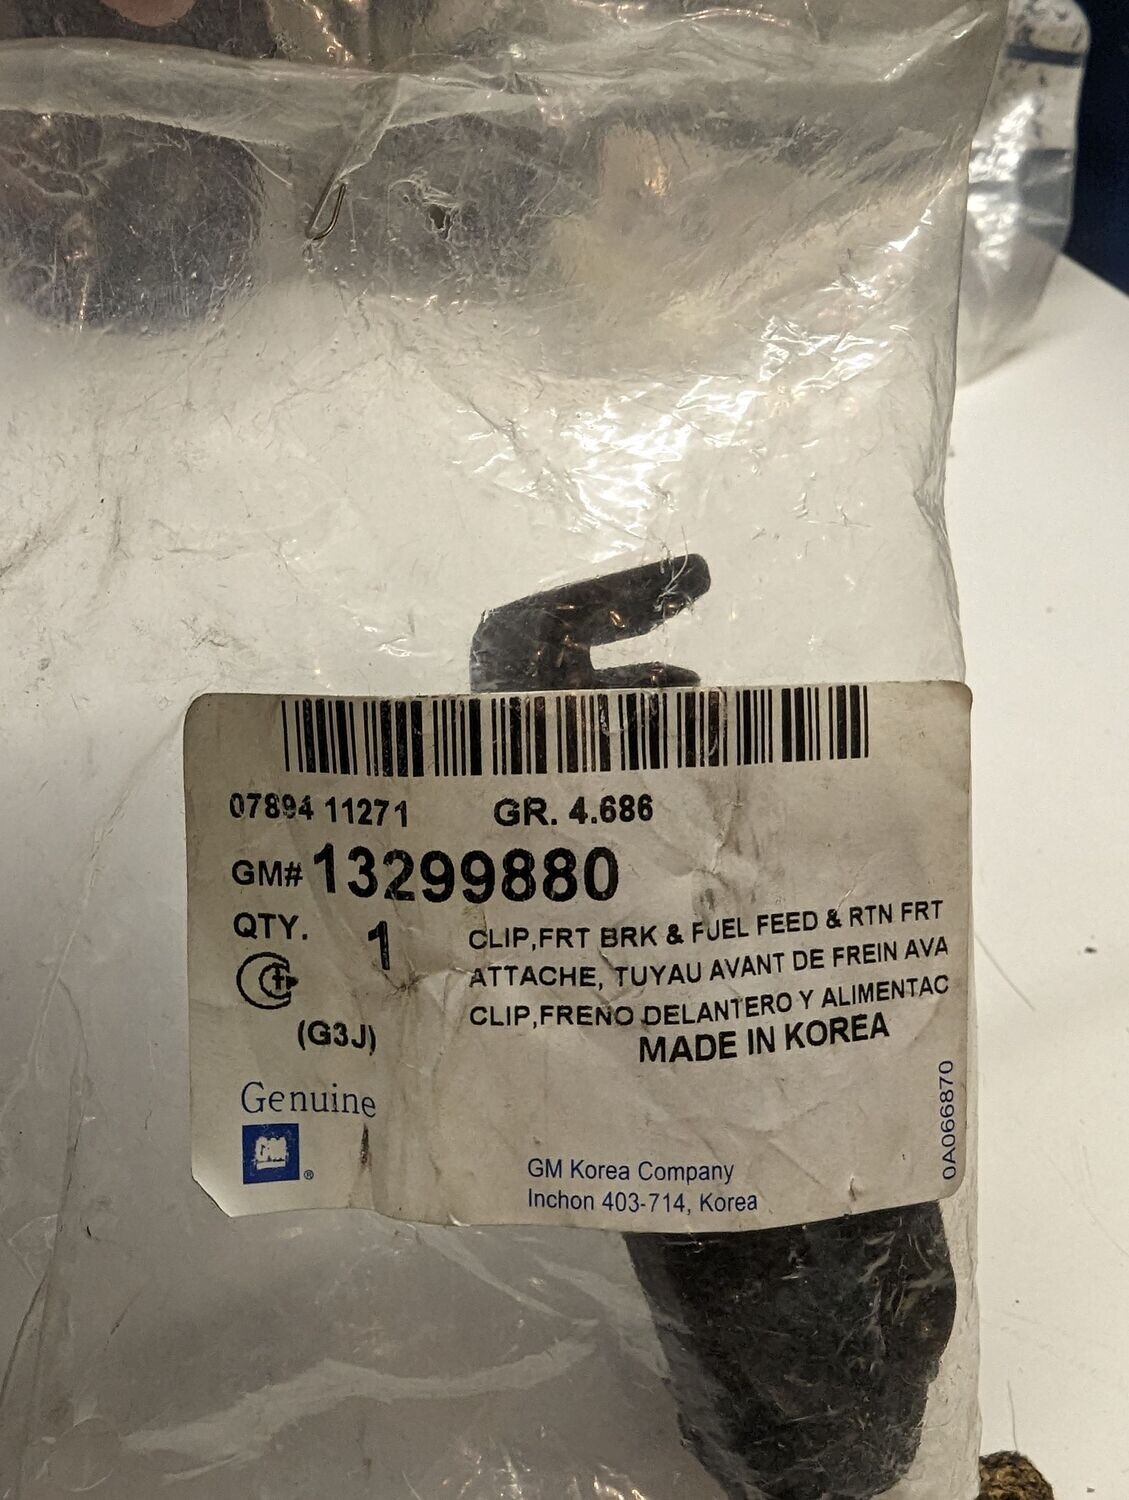 07894 11271 GR. 4.686
GM# 13299880
QTY. 1
CLIP,FRT BRK & FUEL FEED & RTN FRT
ATTACHE, TUYAU AVANT DE FREIN AVA
CLIP,FRENO DELANTERO Y ALIMENTAC
(G3J)
MADE IN KOREA
Genuine
GM ®
GM Korea Company
Inchon 403-714, Korea
0A066870